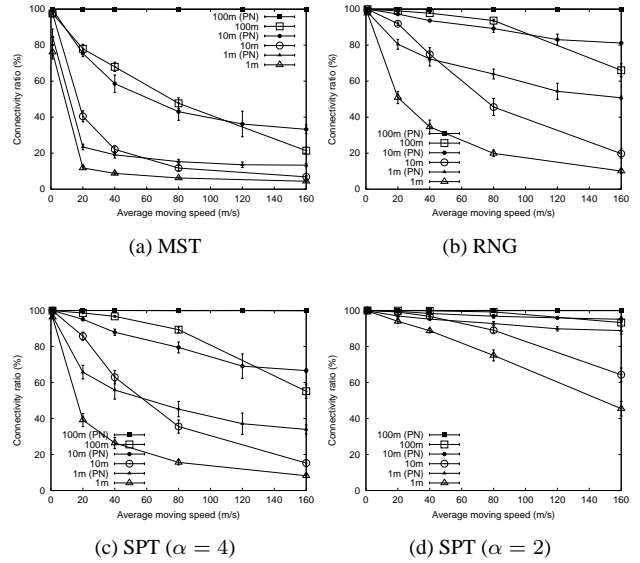 100m (PN)
100m
10m (PN)
10m
1m (PN)
1m
Connectivity ratio (%)
100
80
60
40
20
0
0 20 40 60 80 100 120 140 160
Average moving speed (m/s)
(a) MST
Connectivity ratio (%)
100
80
60
40
20
0
100m (PN)
100m
10m (PN)
10m
1m (PN)
1m
0 20 40 60 80 100 120 140 160
Average moving speed (m/s)
(b) RNG
Connectivity ratio (%)
100
80
60
40
20
0
100m (PN)
100m
10m (PN)
10m
1m (PN)
1m
0 20 40 60 80 100 120 140 160
Average moving speed (m/s)
(c) SPT (α = 4)
Connectivity ratio (%)
100
80
60
40
20
0
100m (PN)
100m
10m (PN)
10m
1m (PN)
1m
0 20 40 60 80 100 120 140 160
Average moving speed (m/s)
(d) SPT (α = 2)